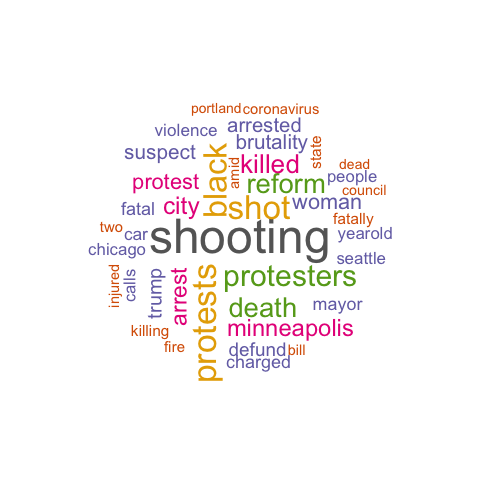 portland
coronavirus
violence
arrested
brutality
suspect
black
amid
killed
state
dead
protest
reform
people
council
fatal
city
shot
woman
fatally
two
car
shooting
yearold
chicago
seattle
injured
calls
trump
arrest
protests
protesters
death
mayor
killing
minneapolis
fire
defund
bill
charged